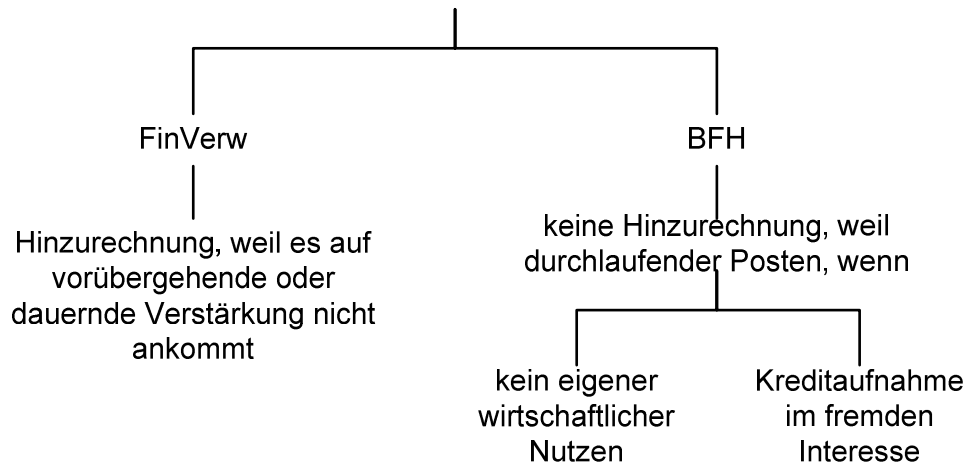 FinVerw
BFH
Hinzurechnung, weil es auf
vorübergehende oder
dauernde Verstärkung nicht
ankommt
keine Hinzurechnung, weil
durchlaufender Posten, wenn
kein eigener
wirtschaftlicher
Nutzen
Kreditaufnahme
im fremden
Interesse